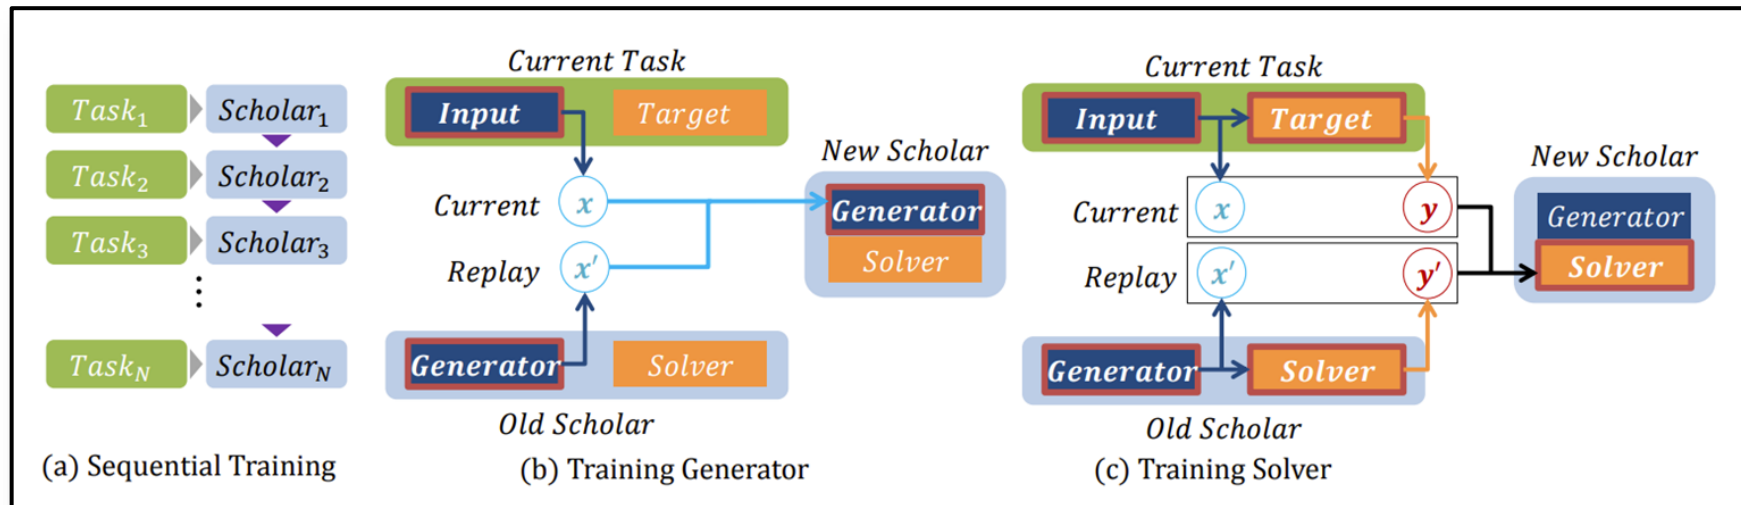 Task₁ Scholar₁
Task₂ Scholar₂
Task₃ Scholar₃
⋮
Task_N Scholar_N
(a) Sequential Training
Current Task
Input Target
Current x
Replay x′
New Scholar
Generator
Solver
Generator Solver
Old Scholar
(b) Training Generator
Current Task
Input Target
Current x y
Replay x′ y′
New Scholar
Generator
Solver
Generator Solver
Old Scholar
(c) Training Solver